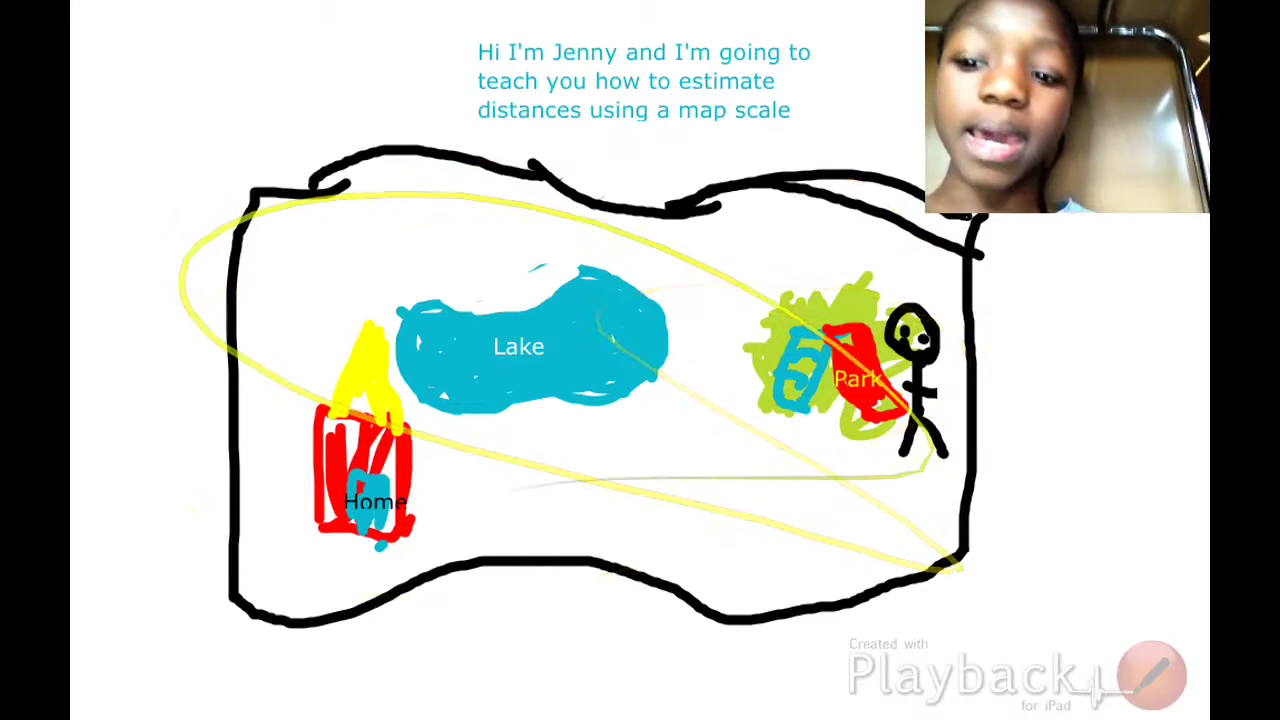 Hi I'm Jenny and I'm going to
teach you how to estimate
distances using a map scale
Lake
Park
Home
Created with
Playback
for iPad